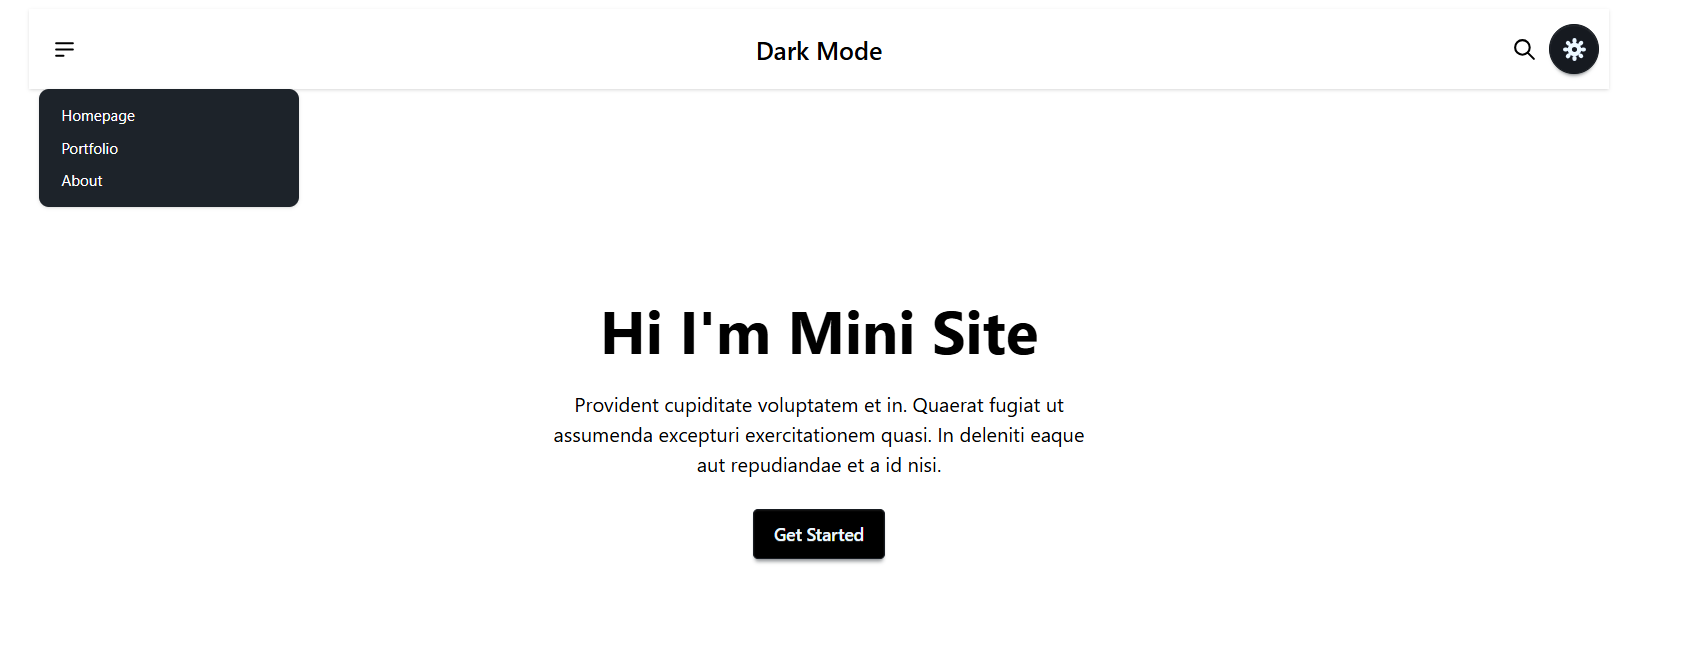 Dark Mode
Homepage
Portfolio
About
Hi I'm Mini Site
Provident cupiditate voluptatem et in. Quaerat fugiat ut
assumenda excepturi exercitationem quasi. In deleniti eaque
aut repudiandae et a id nisi.
Get Started